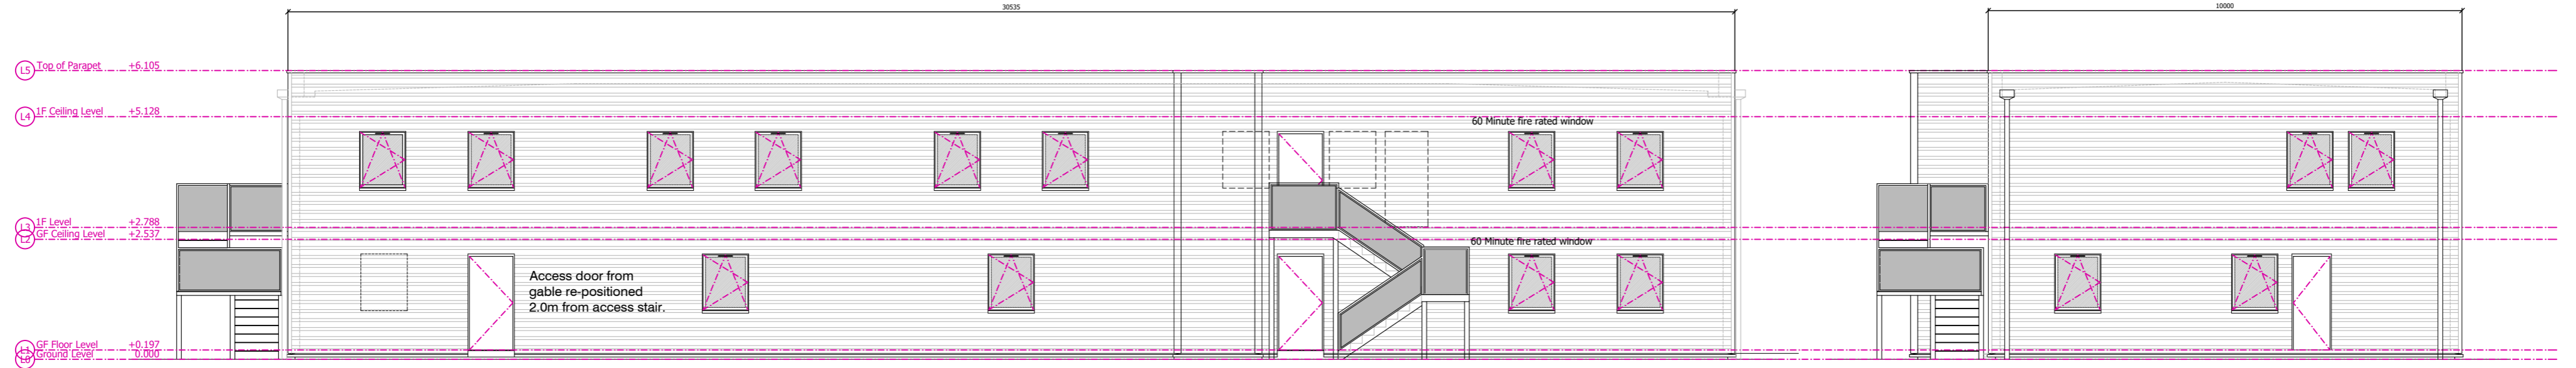 30535
10000
L5 Top of Parapet +6.105
L4 1F Ceiling Level +5.128
60 Minute fire rated window
L3 1F Level +2.788
L2 GF Ceiling Level +2.537
60 Minute fire rated window
Access door from
gable re-positioned
2.0m from access stair.
L1 GF Floor Level +0.197
L0 Ground Level 0.000